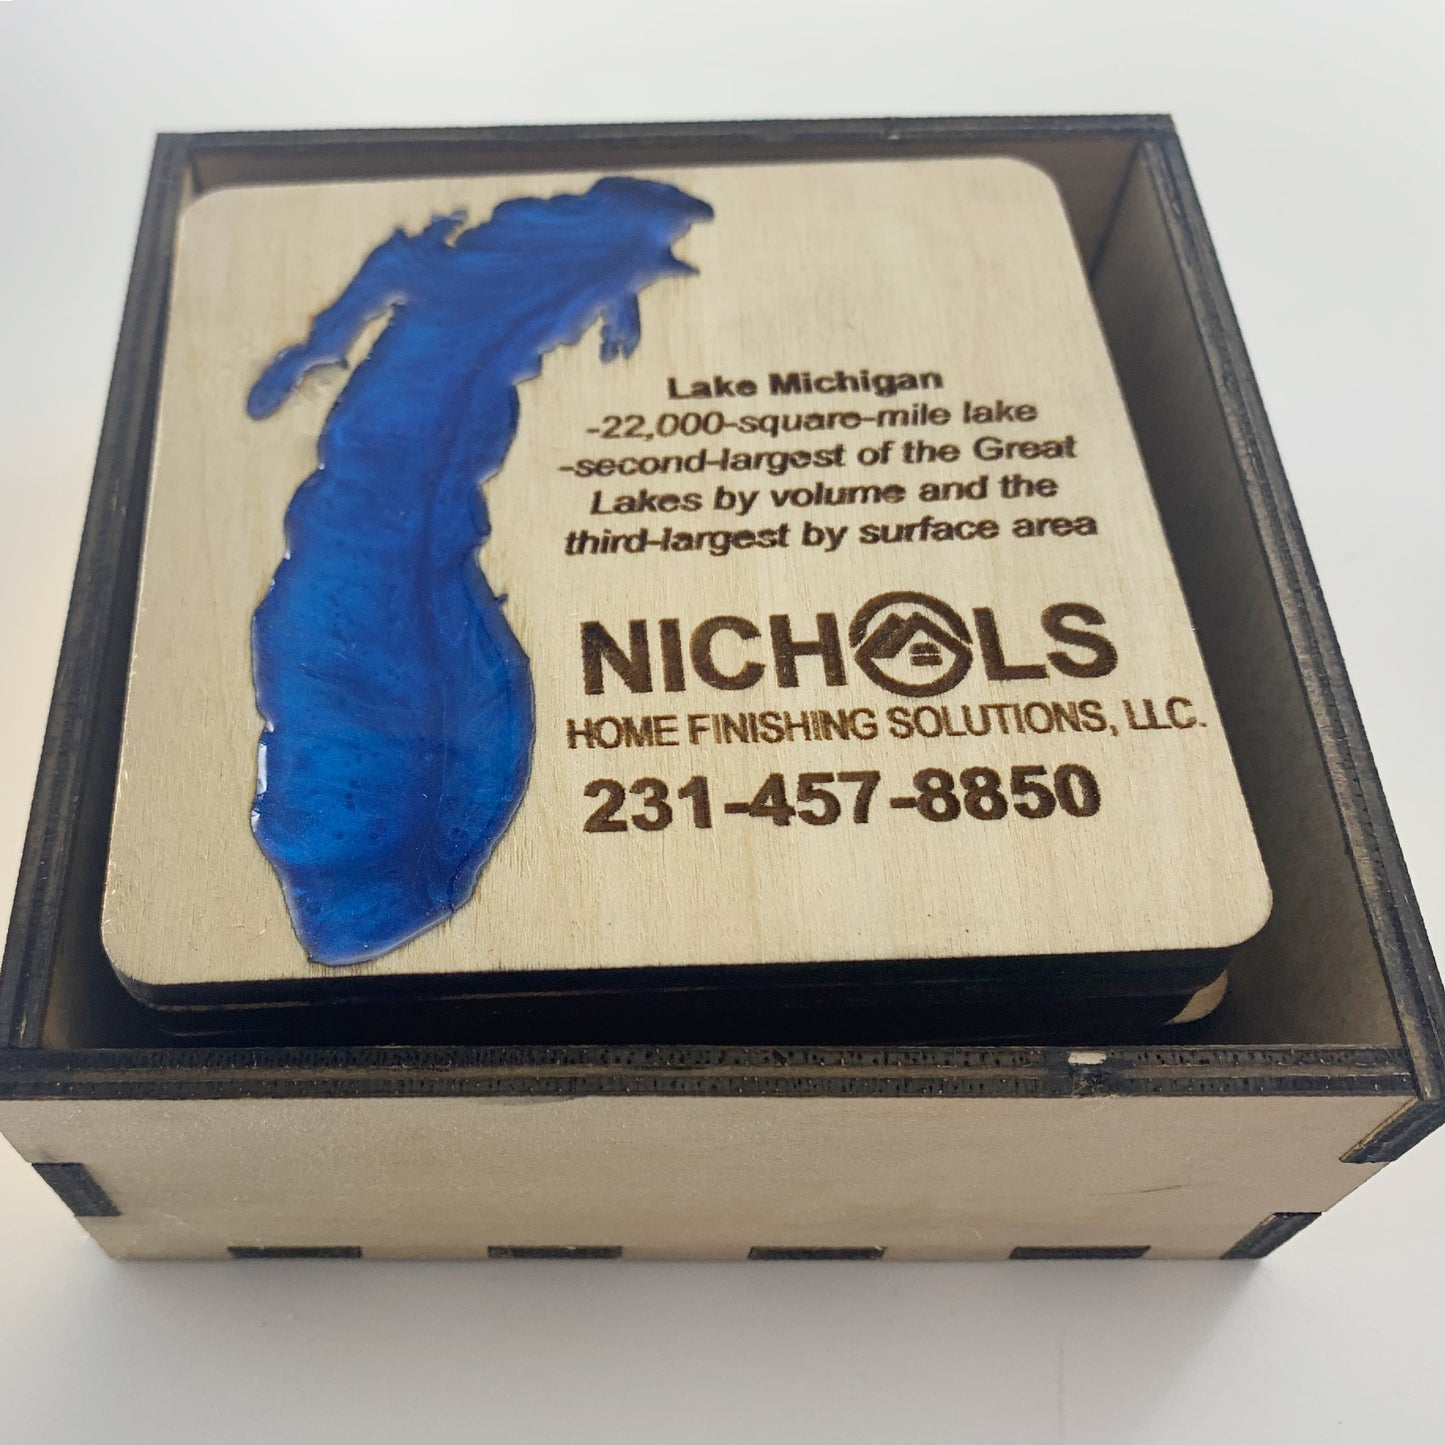 Lake Michigan
-22,000-square-mile lake
-second-largest of the Great
Lakes by volume and the
third-largest by surface area
NICHOLS
HOME FINISHING SOLUTIONS, LLC.
231-457-8850